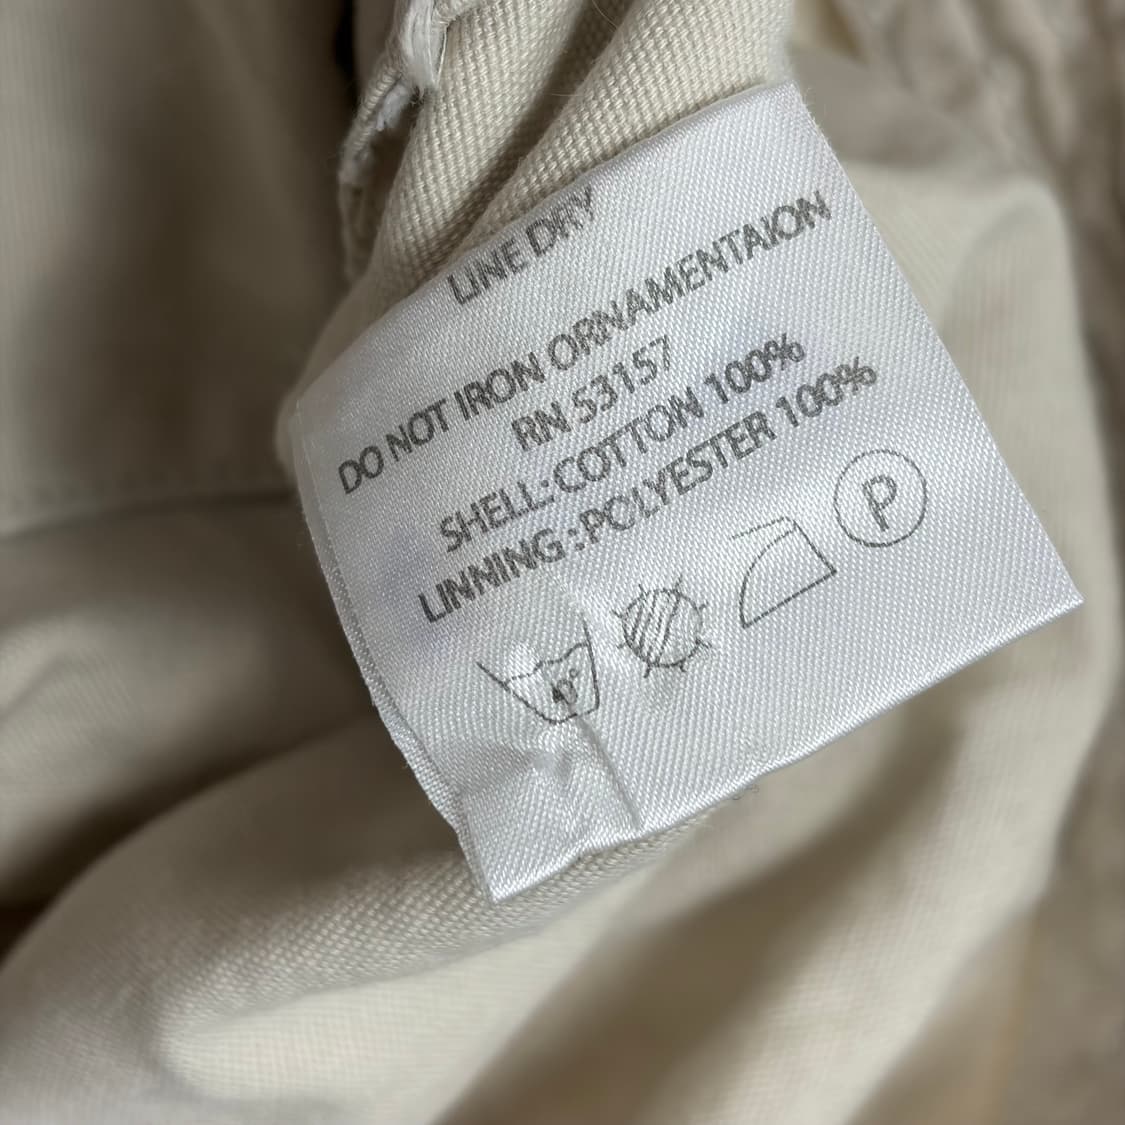 LINE DRY
DO NOT IRON ORNAMENTAION
RN 53157
SHELL:COTTON 100%
LINNING:POLYESTER 100%
P